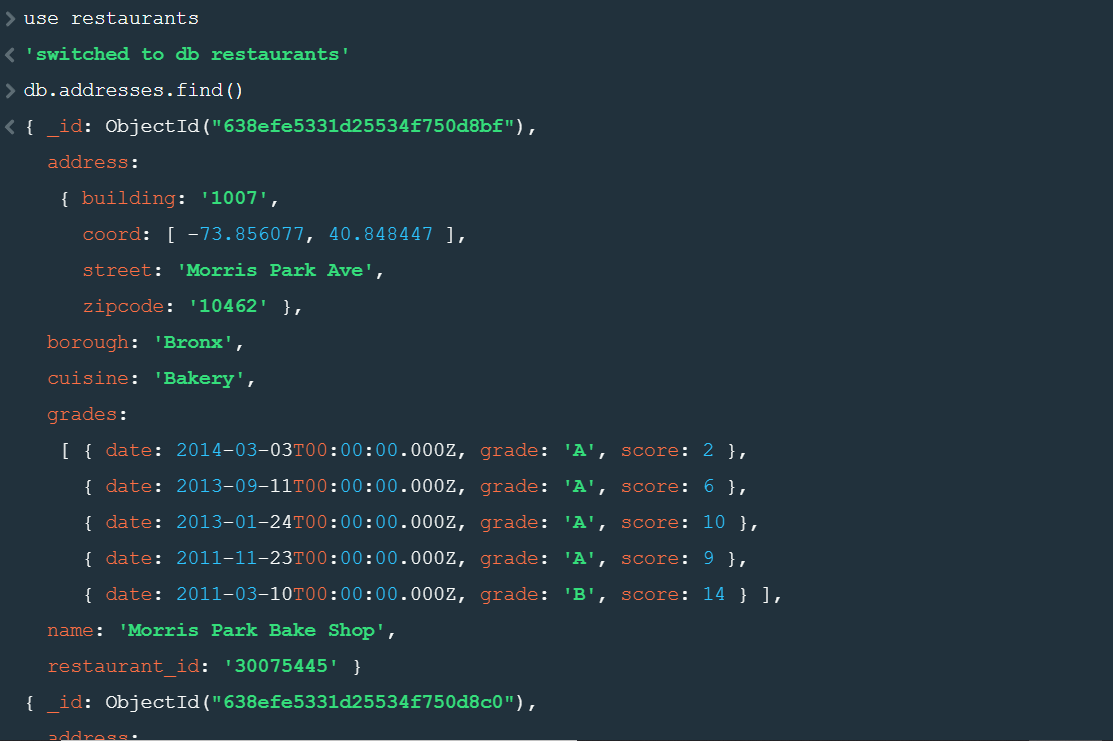 use restaurants
'switched to db restaurants'
db.addresses.find()
{ _id: ObjectId("638efe5331d25534f750d8bf"),
address:
{ building: '1007',
coord: [ -73.856077, 40.848447 ],
street: 'Morris Park Ave',
zipcode: '10462' },
borough: 'Bronx',
cuisine: 'Bakery',
grades:
[ { date: 2014-03-03T00:00:00.000Z, grade: 'A', score: 2 },
{ date: 2013-09-11T00:00:00.000Z, grade: 'A', score: 6 },
{ date: 2013-01-24T00:00:00.000Z, grade: 'A', score: 10 },
{ date: 2011-11-23T00:00:00.000Z, grade: 'A', score: 9 },
{ date: 2011-03-10T00:00:00.000Z, grade: 'B', score: 14 } ],
name: 'Morris Park Bake Shop',
restaurant_id: '30075445' }
{ _id: ObjectId("638efe5331d25534f750d8c0"),
address: